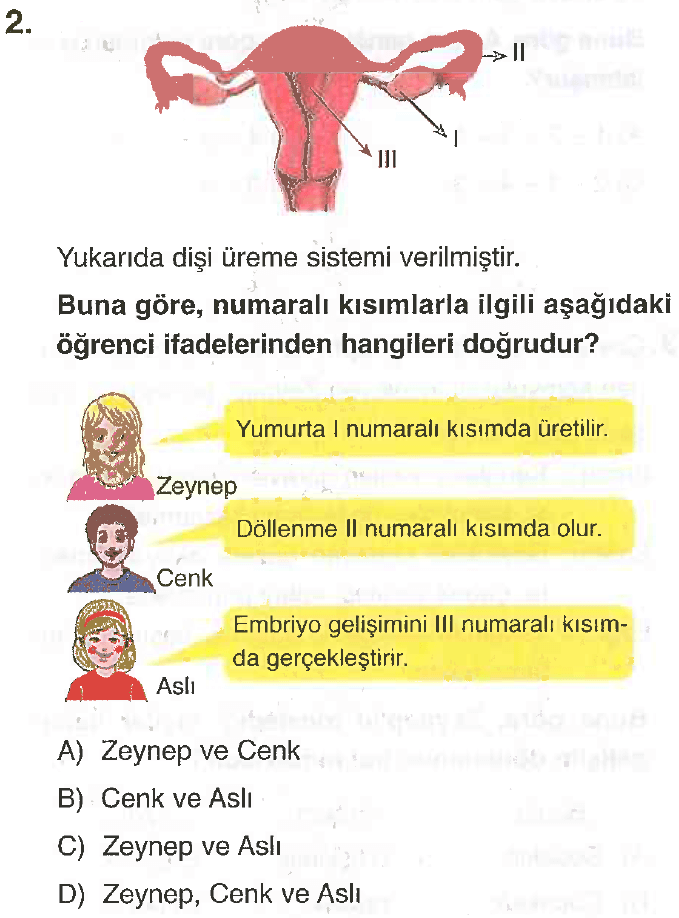 2.
II
I
III
Yukarıda dişi üreme sistemi verilmiştir.
Buna göre, numaralı kısımlarla ilgili aşağıdaki
öğrenci ifadelerinden hangileri doğrudur?
Yumurta I numaralı kısımda üretilir.
Zeynep
Döllenme II numaralı kısımda olur.
Cenk
Embriyo gelişimini III numaralı kısım-
da gerçekleştirir.
Aslı
A) Zeynep ve Cenk
B) Cenk ve Aslı
C) Zeynep ve Aslı
D) Zeynep, Cenk ve Aslı